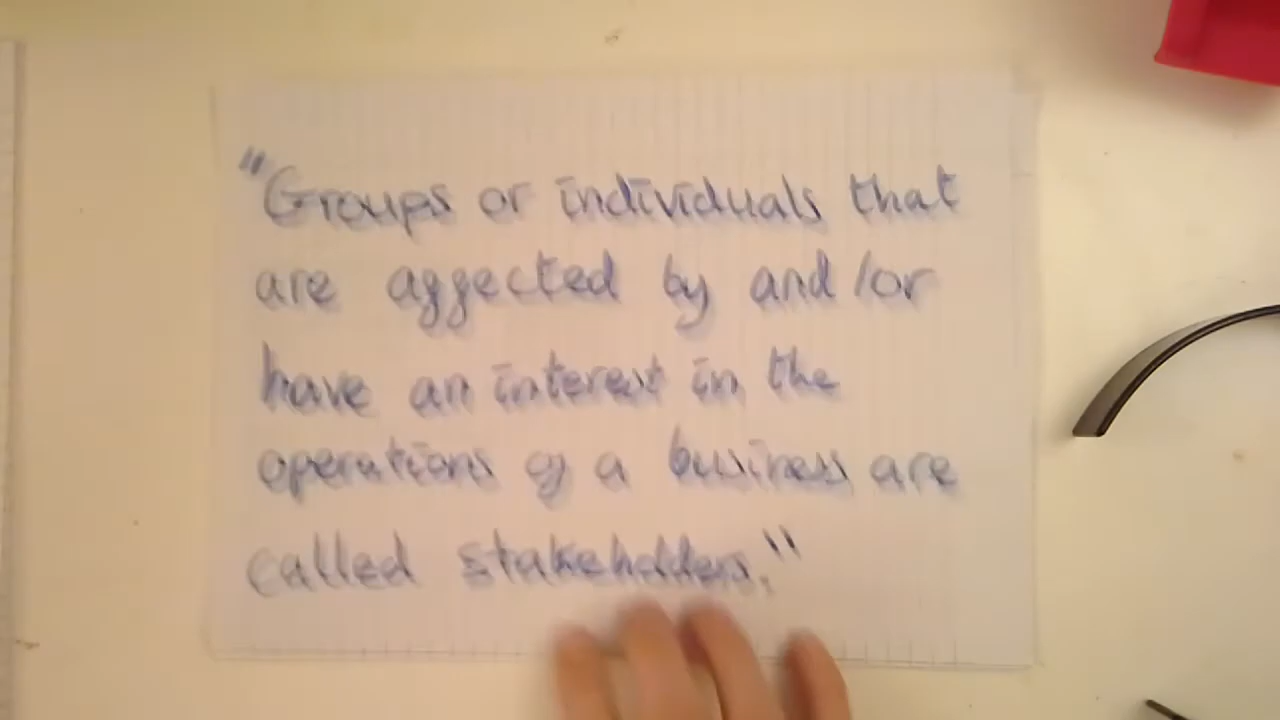 "Groups or individuals that
are affected by and/or
have an interest in the
operations of a business are
called stakeholders."